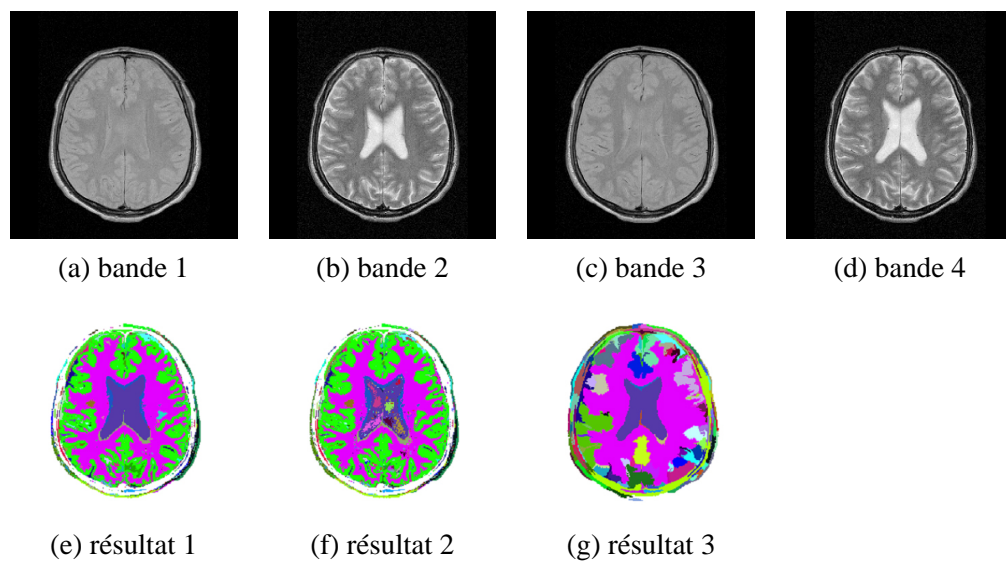 (a) bande 1 (b) bande 2 (c) bande 3 (d) bande 4
(e) résultat 1 (f) résultat 2 (g) résultat 3